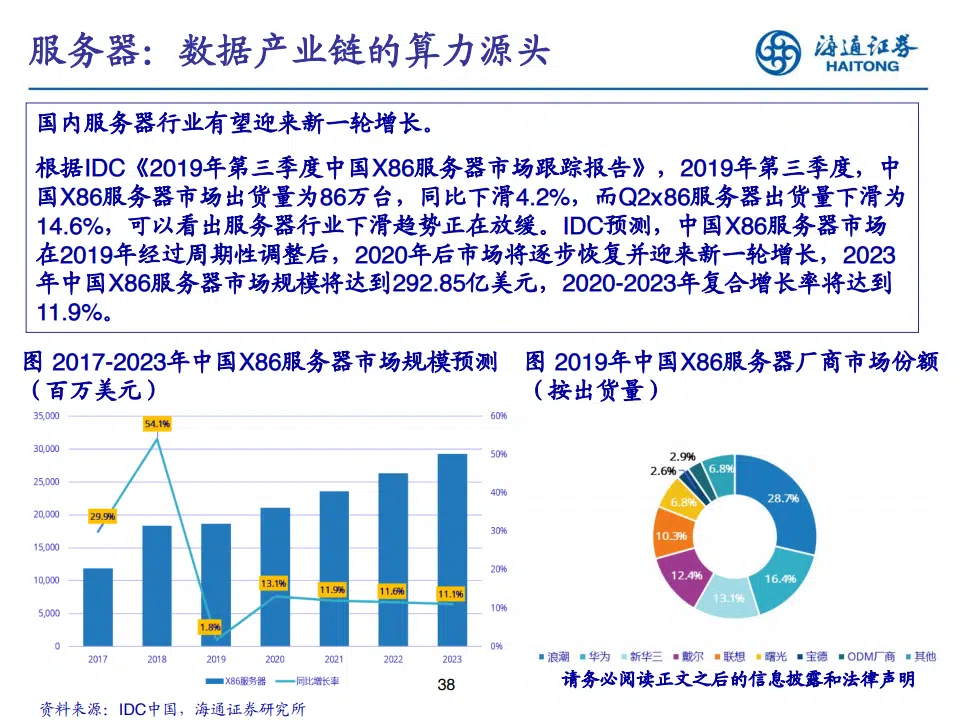 服务器：数据产业链的算力源头
海通证券
HAITONG
国内服务器行业有望迎来新一轮增长。
根据IDC《2019年第三季度中国X86服务器市场跟踪报告》，2019年第三季度，中
国X86服务器市场出货量为86万台，同比下滑4.2%，而Q2x86服务器出货量下滑为
14.6%，可以看出服务器行业下滑趋势正在放缓。IDC预测，中国X86服务器市场
在2019年经过周期性调整后，2020年后市场将逐步恢复并迎来新一轮增长，2023
年中国X86服务器市场规模将达到292.85亿美元，2020-2023年复合增长率将达到
11.9%。
图 2017-2023年中国X86服务器市场规模预测
（百万美元）
35,000
30,000
25,000
20,000
15,000
10,000
5,000
0
60%
50%
40%
30%
20%
10%
0%
29.9%
54.1%
1.8%
13.1%
11.9%
11.6%
11.1%
2017 2018 2019 2020 2021 2022 2023
X86服务器 同比增长率
图 2019年中国X86服务器厂商市场份额
（按出货量）
28.7%
16.4%
13.1%
12.4%
10.3%
6.8%
2.6%
2.9%
6.8%
浪潮 华为 新华三 戴尔 联想 曙光 宝德 ODM厂商 其他
38
请务必阅读正文之后的信息披露和法律声明
资料来源：IDC中国，海通证券研究所